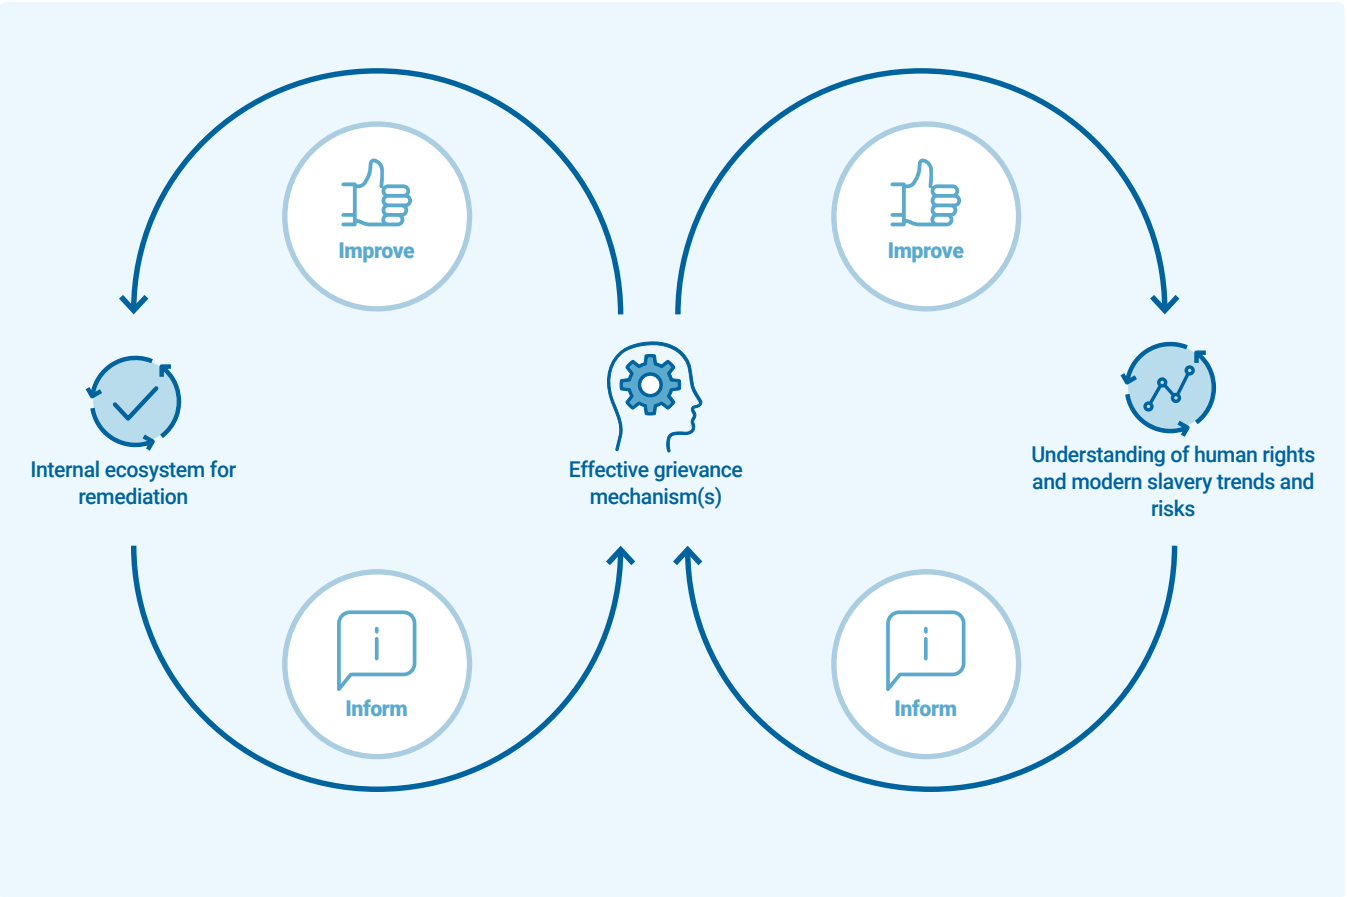 Improve
Improve
Internal ecosystem for
remediation
Effective grievance
mechanism(s)
Understanding of human rights
and modern slavery trends and
risks
i
Inform
i
Inform